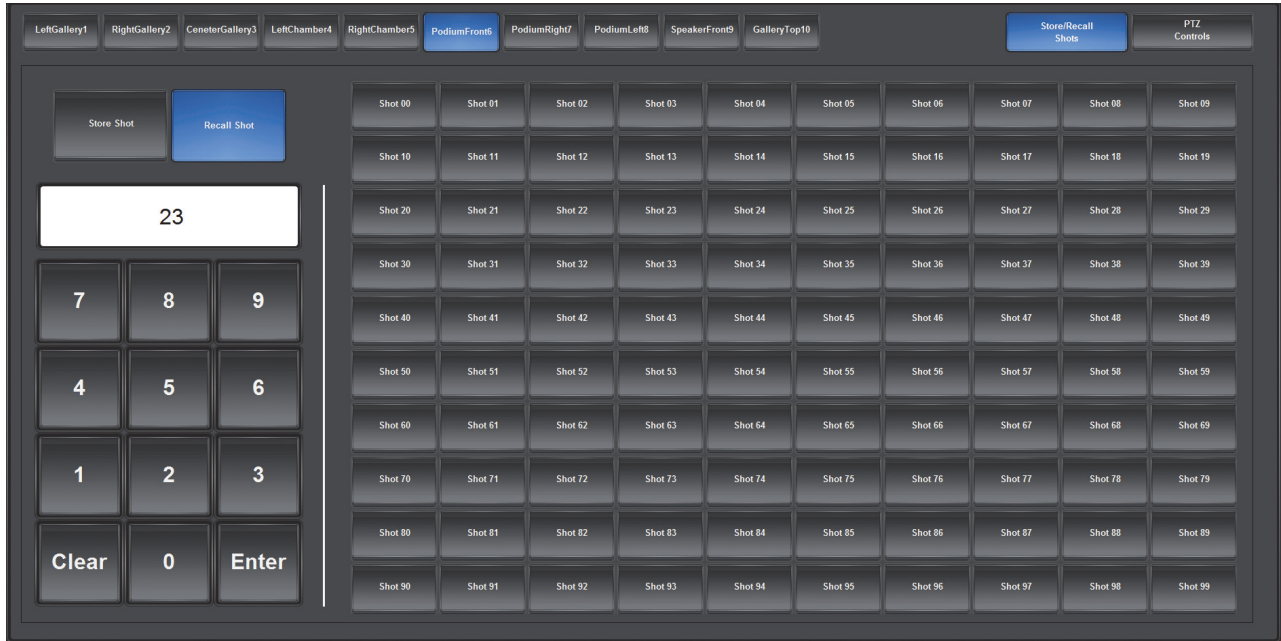 LeftGallery1 RightGallery2 CeneterGallery3 LeftChamber4 RightChamber5 PodiumFront6 PodiumRight7 PodiumLeft8 SpeakerFront9 GalleryTop10
Store/Recall
Shots
PTZ
Controls
Store Shot Recall Shot
23
7 8 9
4 5 6
1 2 3
Clear 0 Enter
Shot 00 Shot 01 Shot 02 Shot 03 Shot 04 Shot 05 Shot 06 Shot 07 Shot 08 Shot 09
Shot 10 Shot 11 Shot 12 Shot 13 Shot 14 Shot 15 Shot 16 Shot 17 Shot 18 Shot 19
Shot 20 Shot 21 Shot 22 Shot 23 Shot 24 Shot 25 Shot 26 Shot 27 Shot 28 Shot 29
Shot 30 Shot 31 Shot 32 Shot 33 Shot 34 Shot 35 Shot 36 Shot 37 Shot 38 Shot 39
Shot 40 Shot 41 Shot 42 Shot 43 Shot 44 Shot 45 Shot 46 Shot 47 Shot 48 Shot 49
Shot 50 Shot 51 Shot 52 Shot 53 Shot 54 Shot 55 Shot 56 Shot 57 Shot 58 Shot 59
Shot 60 Shot 61 Shot 62 Shot 63 Shot 64 Shot 65 Shot 66 Shot 67 Shot 68 Shot 69
Shot 70 Shot 71 Shot 72 Shot 73 Shot 74 Shot 75 Shot 76 Shot 77 Shot 78 Shot 79
Shot 80 Shot 81 Shot 82 Shot 83 Shot 84 Shot 85 Shot 86 Shot 87 Shot 88 Shot 89
Shot 90 Shot 91 Shot 92 Shot 93 Shot 94 Shot 95 Shot 96 Shot 97 Shot 98 Shot 99